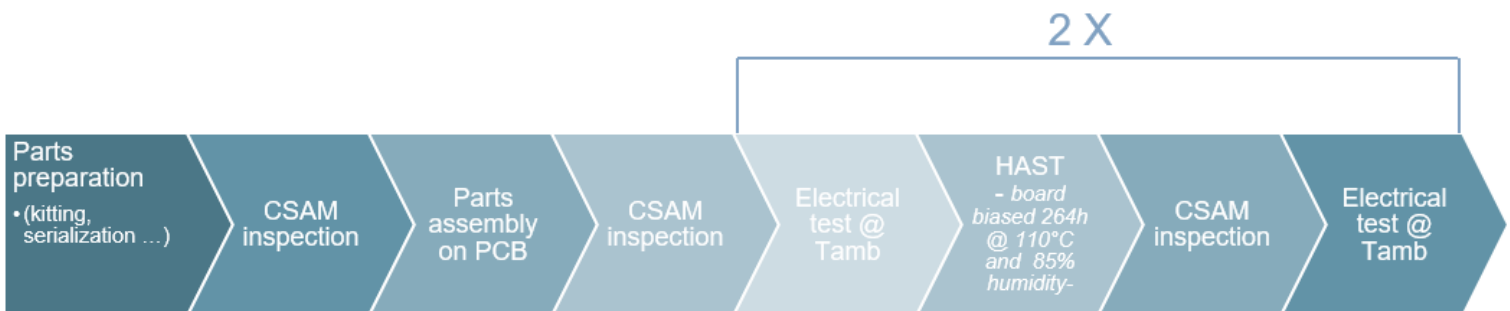 2 X
Parts
preparation
• (kitting,
serialization ...)
CSAM
inspection
Parts
assembly
on PCB
CSAM
inspection
Electrical
test @
Tamb
HAST
- board
biased 264h
@ 110°C
and 85%
humidity-
CSAM
inspection
Electrical
test @
Tamb